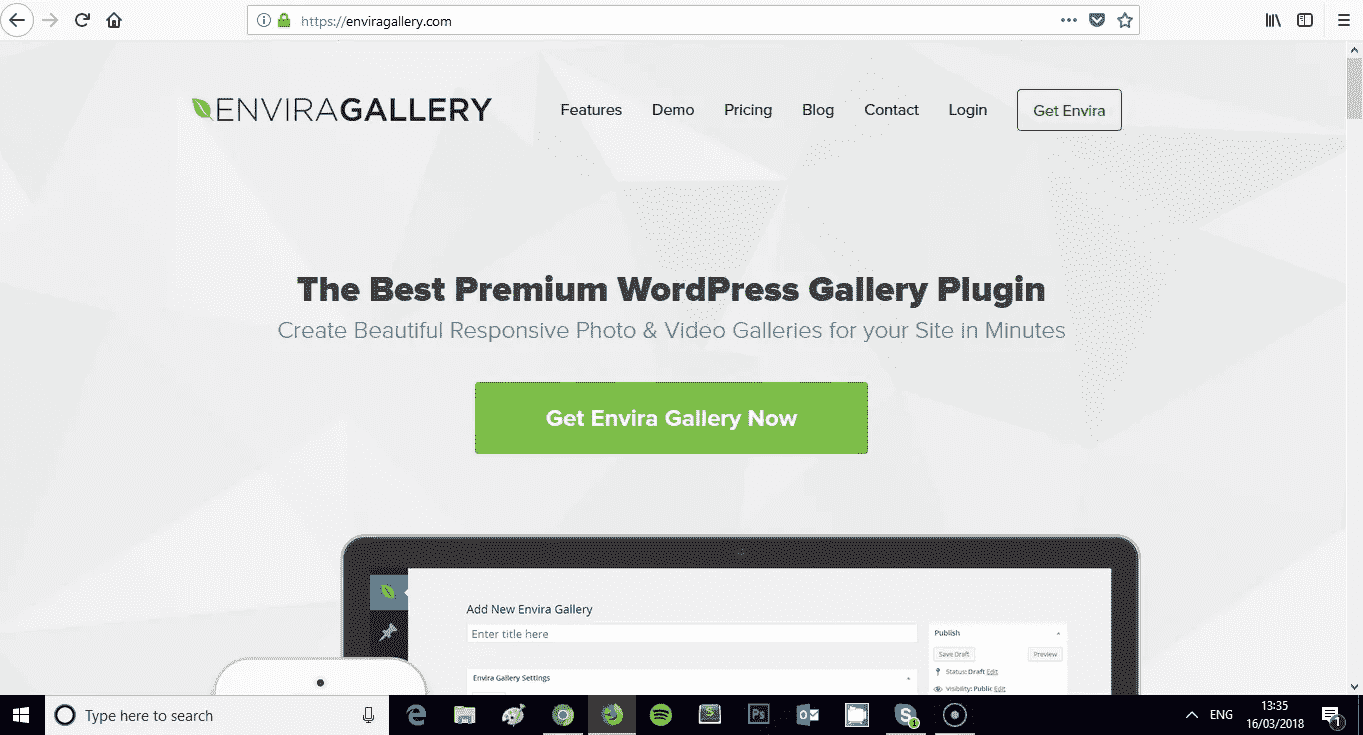 https://enviragallery.com
ENVIRAGALLERY
Features Demo Pricing Blog Contact Login Get Envira
The Best Premium WordPress Gallery Plugin
Create Beautiful Responsive Photo & Video Galleries for your Site in Minutes
Get Envira Gallery Now
Add New Envira Gallery
Enter title here
Publish
Save Draft Preview
Status: Draft Edit
Envira Gallery Settings
Visibility: Public Edit
Type here to search
ENG
13:35
16/03/2018
1
1